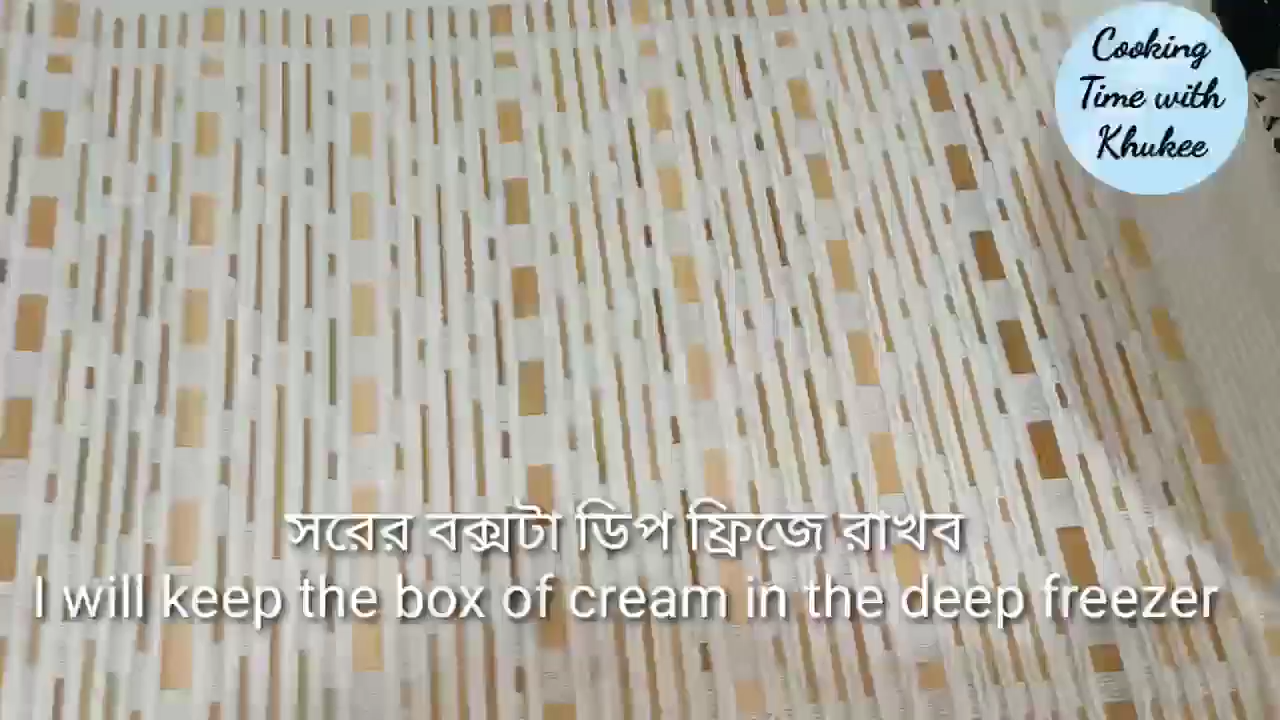 Cooking
Time with
Khukee
সরের বক্সটা ডিপ ফ্রিজে রাখব
I will keep the box of cream in the deep freezer